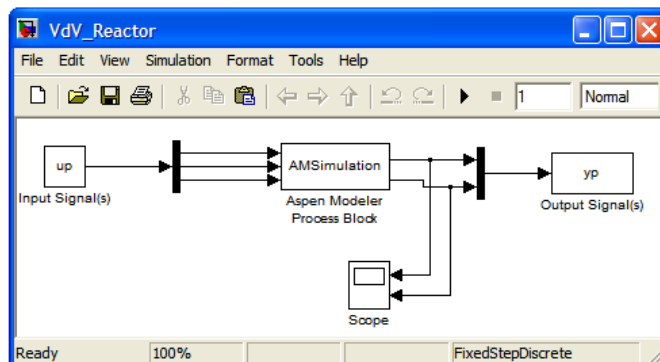 VdV_Reactor
File Edit View Simulation Format Tools Help
1 Normal
up
Input Signal(s)
AMSimulation
Aspen Modeler
Process Block
yp
Output Signal(s)
Scope
Ready 100% FixedStepDiscrete